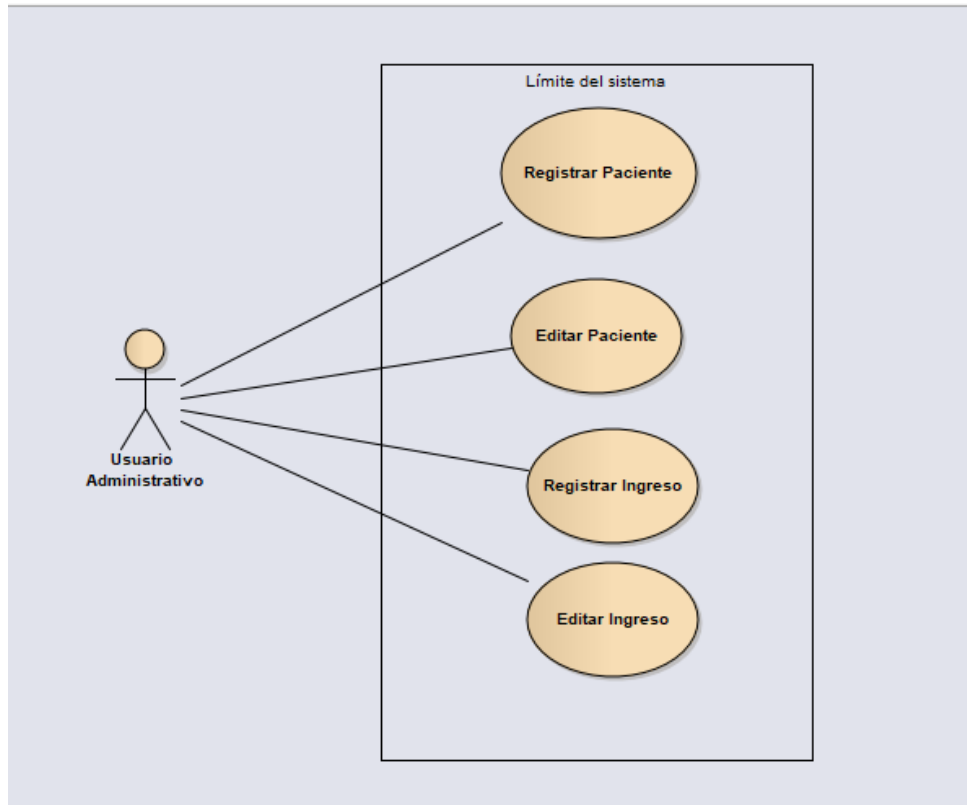 Límite del sistema
Registrar Paciente
Editar Paciente
Usuario
Administrativo
Registrar Ingreso
Editar Ingreso